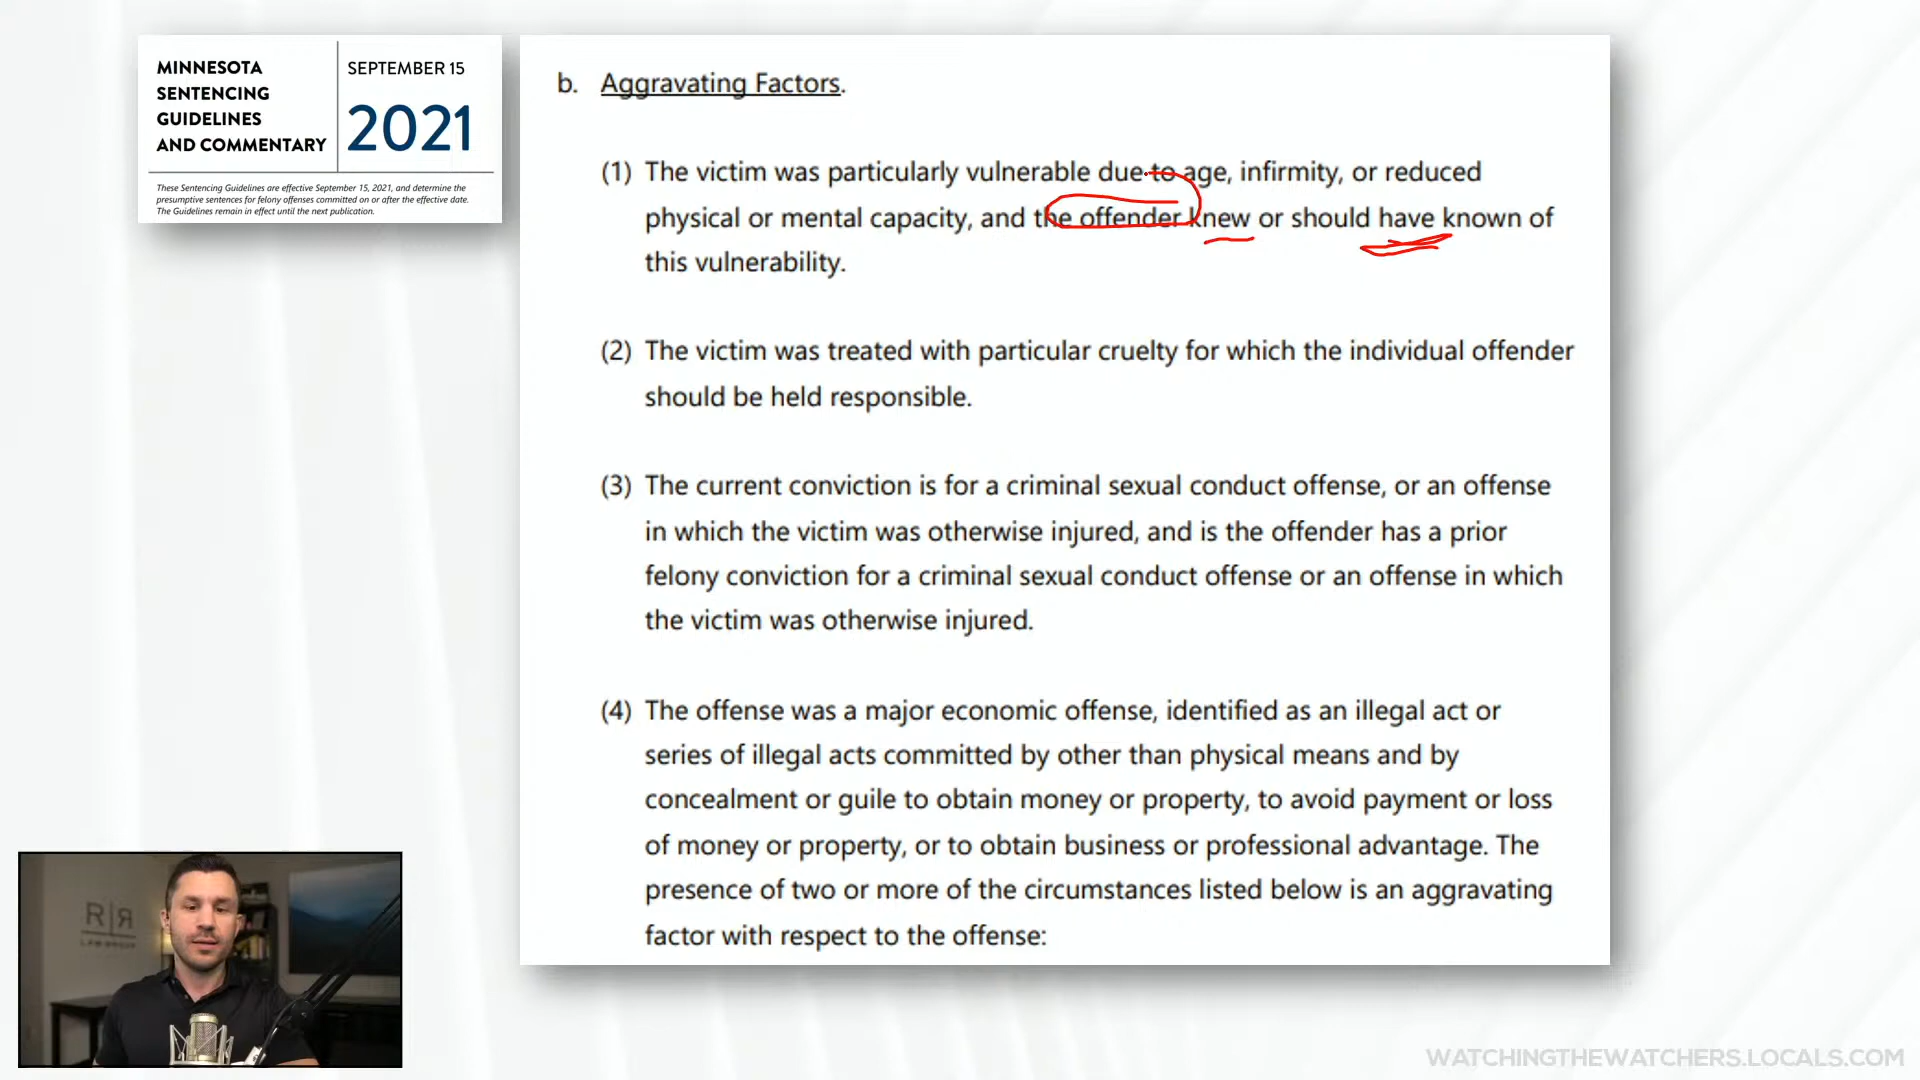 MINNESOTA
SENTENCING
GUIDELINES
AND COMMENTARY
SEPTEMBER 15
2021
These Sentencing Guidelines are effective September 15, 2021, and determine the
presumptive sentences for felony offenses committed on or after the effective date.
The Guidelines remain in effect until the next publication.
b. Aggravating Factors.
(1) The victim was particularly vulnerable due to age, infirmity, or reduced
physical or mental capacity, and the offender knew or should have known of
this vulnerability.
(2) The victim was treated with particular cruelty for which the individual offender
should be held responsible.
(3) The current conviction is for a criminal sexual conduct offense, or an offense
in which the victim was otherwise injured, and is the offender has a prior
felony conviction for a criminal sexual conduct offense or an offense in which
the victim was otherwise injured.
(4) The offense was a major economic offense, identified as an illegal act or
series of illegal acts committed by other than physical means and by
concealment or guile to obtain money or property, to avoid payment or loss
of money or property, or to obtain business or professional advantage. The
presence of two or more of the circumstances listed below is an aggravating
factor with respect to the offense:
R|R
LAW GROUP
WATCHINGTHEWATCHERS.LOCALS.COM